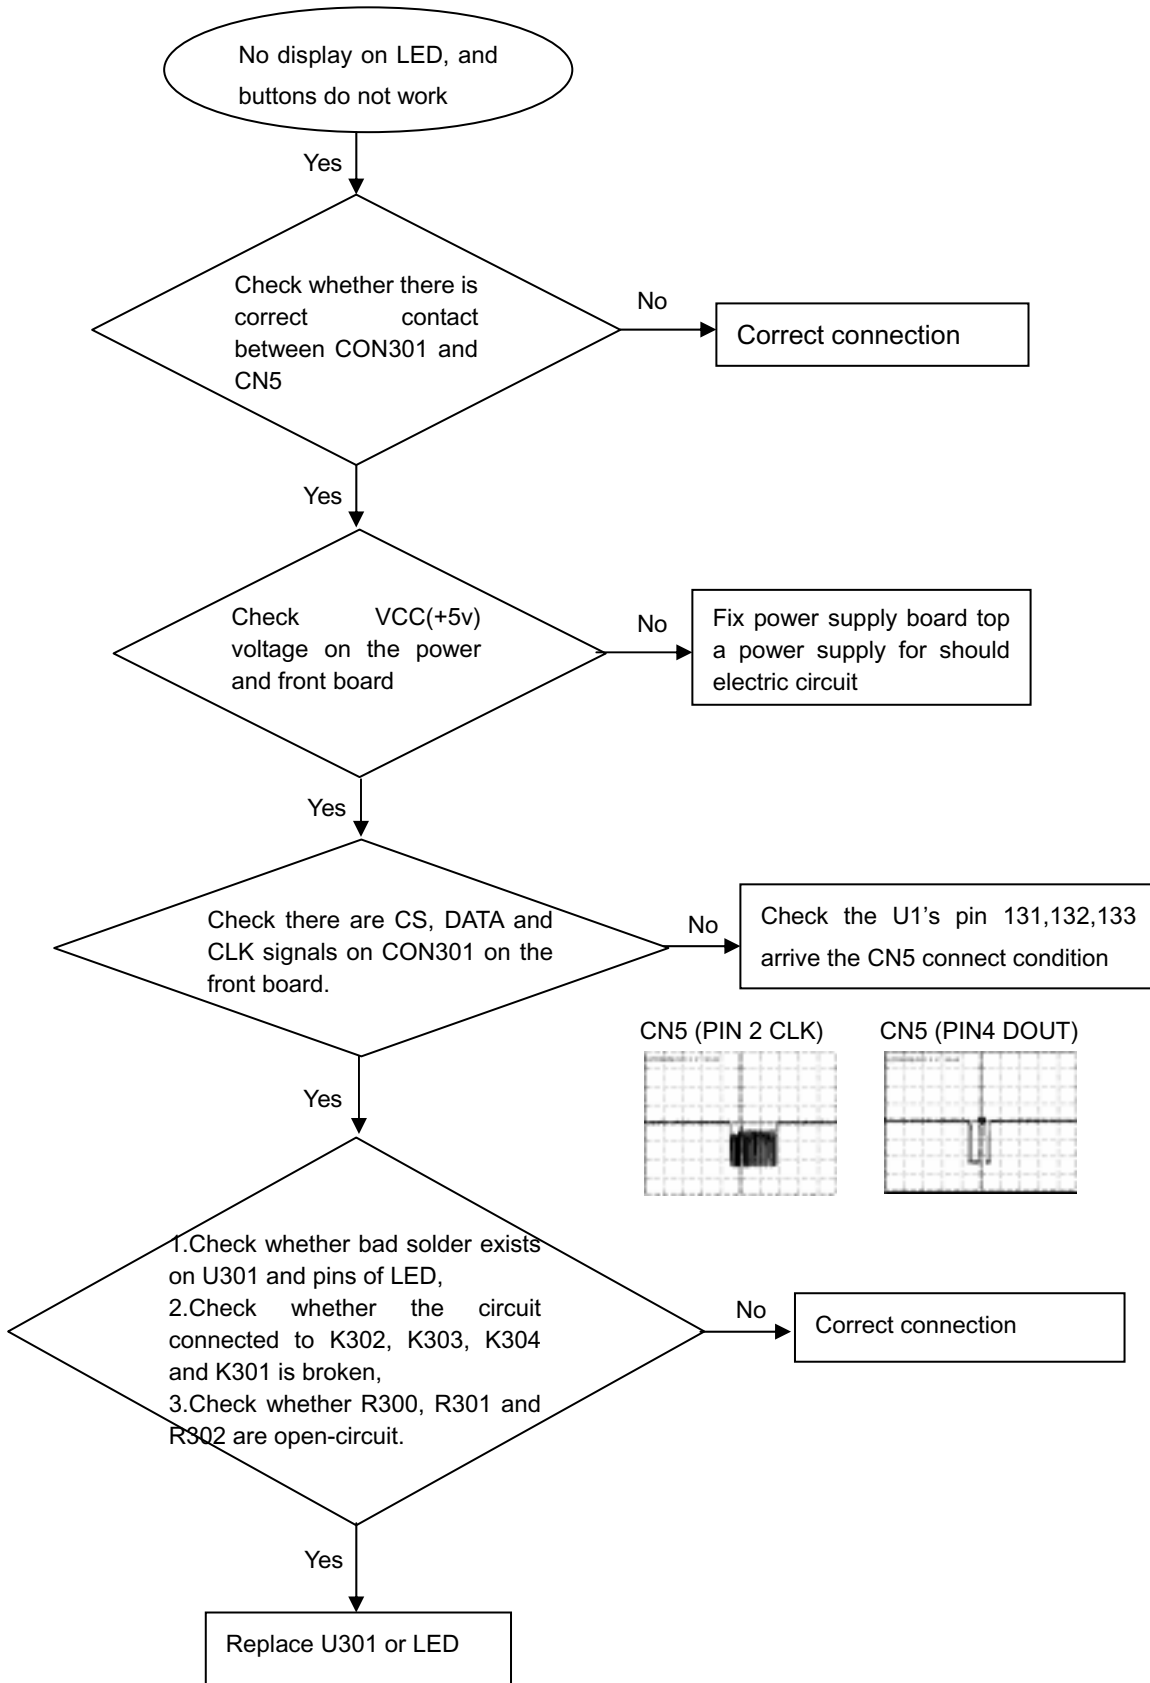 No display on LED, and
buttons do not work
Yes
Check whether there is
correct contact
between CON301 and
CN5
No
Correct connection
Yes
Check VCC(+5v)
voltage on the power
and front board
No
Fix power supply board top
a power supply for should
electric circuit
Yes
Check there are CS, DATA and
CLK signals on CON301 on the
front board.
No
Check the U1’s pin 131,132,133
arrive the CN5 connect condition
CN5 (PIN 2 CLK)
CN5 (PIN4 DOUT)
Yes
1.Check whether bad solder exists
on U301 and pins of LED,
2.Check whether the circuit
connected to K302, K303, K304
and K301 is broken,
3.Check whether R300, R301 and
R302 are open-circuit.
No
Correct connection
Yes
Replace U301 or LED